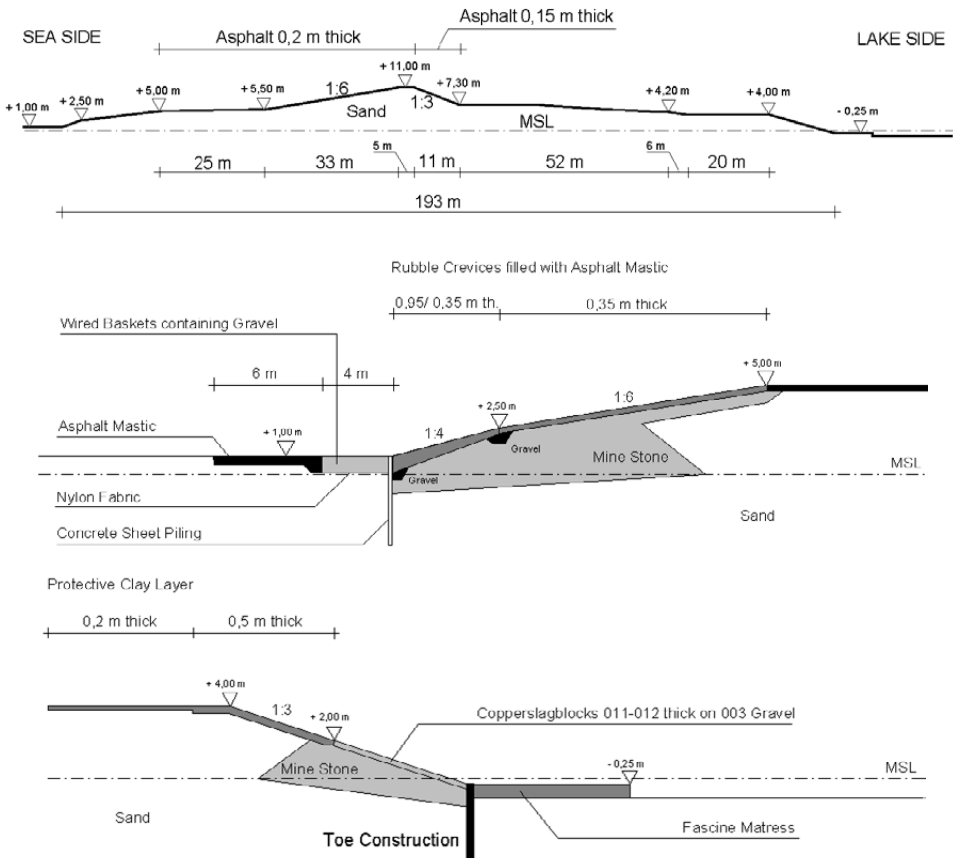 Asphalt 0,15 m thick
SEA SIDE
Asphalt 0,2 m thick
LAKE SIDE
+ 1,00 m
+ 2,50 m
+ 5,00 m
+ 5,50 m
1:6
+ 11,00 m
1:3
+ 7,30 m
+ 4,20 m
+ 4,00 m
- 0,25 m
Sand
MSL
25 m
33 m
5 m
11 m
52 m
6 m
20 m
193 m
Rubble Crevices filled with Asphalt Mastic
0,95/ 0,35 m th.
0,35 m thick
Wired Baskets containing Gravel
6 m
4 m
+ 5,00 m
1:6
+ 2,50 m
Asphalt Mastic
+ 1,00 m
1:4
Gravel
Mine Stone
MSL
Gravel
Nylon Fabric
Sand
Concrete Sheet Piling
Protective Clay Layer
0,2 m thick
0,5 m thick
+ 4,00 m
1:3
+ 2,00 m
Copperslagblocks 011-012 thick on 003 Gravel
Mine Stone
- 0,25 m
MSL
Sand
Toe Construction
Fascine Matress